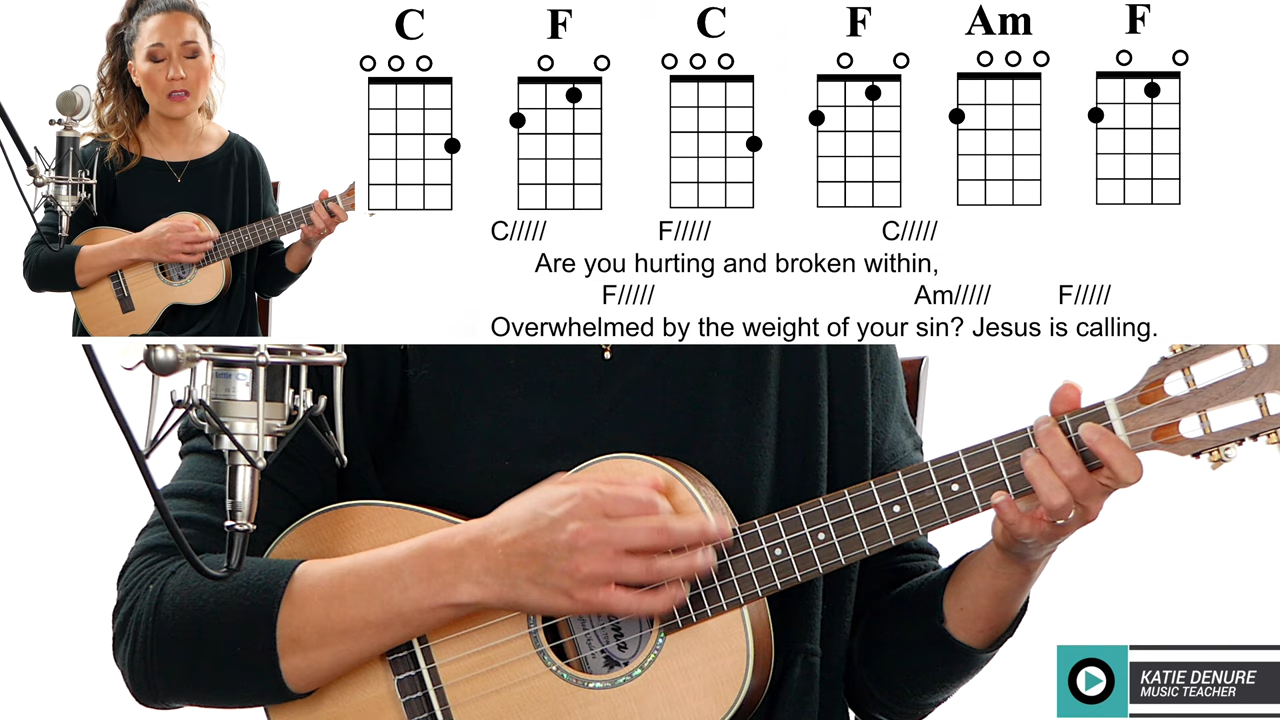 C F C F Am F
C///// F///// C/////
Are you hurting and broken within,
F///// Am///// F/////
Overwhelmed by the weight of your sin? Jesus is calling.
KATIE DENURE
MUSIC TEACHER